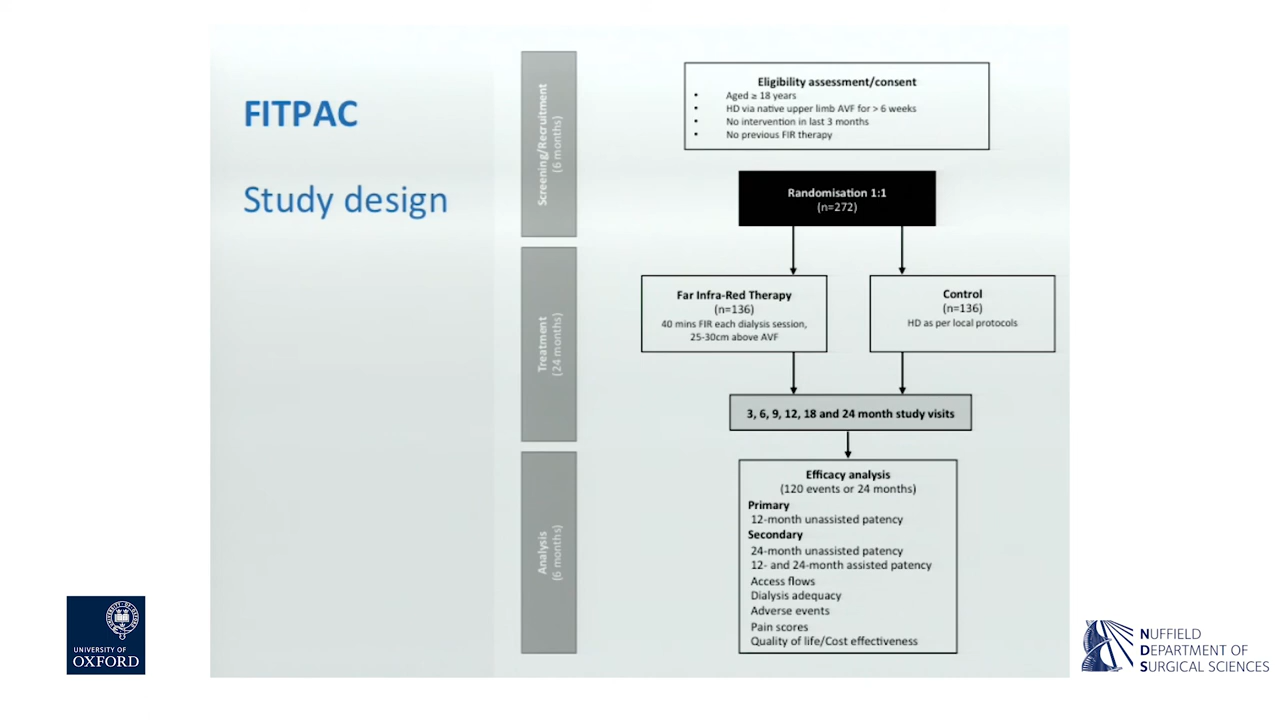 FITPAC
Study design
Screening/Recruitment
(6 months)
Eligibility assessment/consent
• Aged ≥ 18 years
• HD via native upper limb AVF for > 6 weeks
• No intervention in last 3 months
• No previous FIR therapy
Randomisation 1:1
(n=272)
Treatment
(24 months)
Far Infra-Red Therapy
(n=136)
40 mins FIR each dialysis session,
25-30cm above AVF
Control
(n=136)
HD as per local protocols
3, 6, 9, 12, 18 and 24 month study visits
Analysis
(6 months)
Efficacy analysis
(120 events or 24 months)
Primary
12-month unassisted patency
Secondary
24-month unassisted patency
12- and 24-month assisted patency
Access flows
Dialysis adequacy
Adverse events
Pain scores
Quality of life/Cost effectiveness
UNIVERSITY OF
OXFORD
NUFFIELD
DEPARTMENT OF
SURGICAL SCIENCES